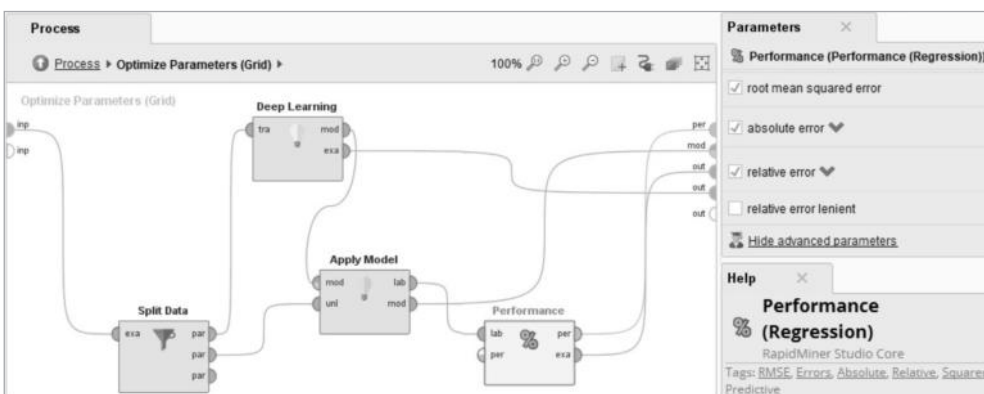 Process
Process ▸ Optimize Parameters (Grid) ▸
100%
Optimize Parameters (Grid)
inp
inp
Deep Learning
tra
mod
exa
per
mod
out
out
out
Apply Model
mod
lab
uni
mod
Split Data
exa
par
par
par
Performance
lab
per
per
exa
Parameters
Performance (Performance (Regression))
root mean squared error
absolute error
relative error
relative error lenient
Hide advanced parameters
Help
Performance
(Regression)
RapidMiner Studio Core
Tags: RMSE, Errors, Absolute, Relative, Squared
Predictive